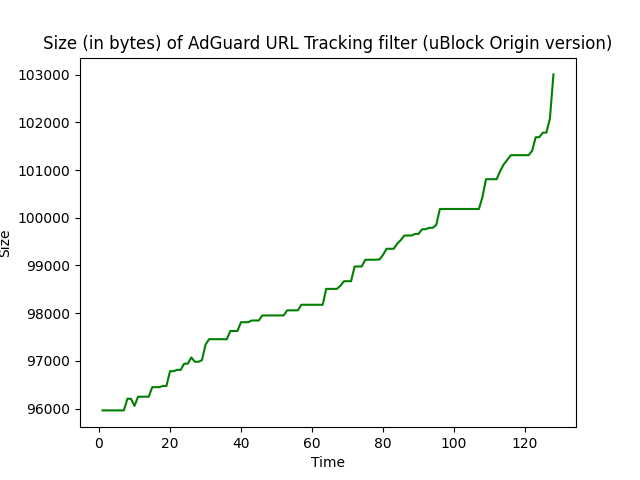 Size (in bytes) of AdGuard URL Tracking filter (uBlock Origin version)
103000
102000
101000
100000
99000
98000
97000
96000
Size
0 20 40 60 80 100 120
Time